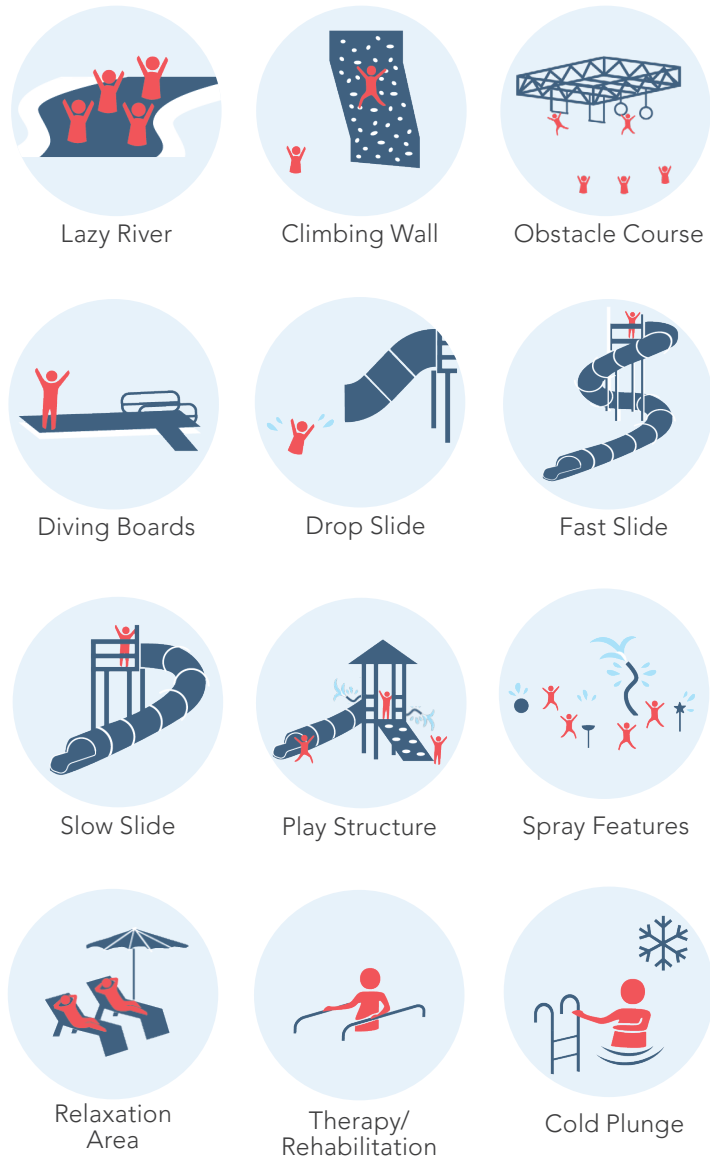 Lazy River
Climbing Wall
Obstacle Course
Diving Boards
Drop Slide
Fast Slide
Slow Slide
Play Structure
Spray Features
Relaxation
Area
Therapy/
Rehabilitation
Cold Plunge